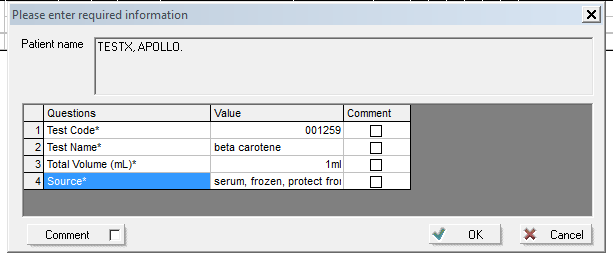 Please enter required information
Patient name
TESTX, APOLLO.
Questions Value Comment
1 Test Code* 001259
2 Test Name* beta carotene
3 Total Volume (mL)* 1ml
4 Source* serum, frozen, protect
Comment OK Cancel